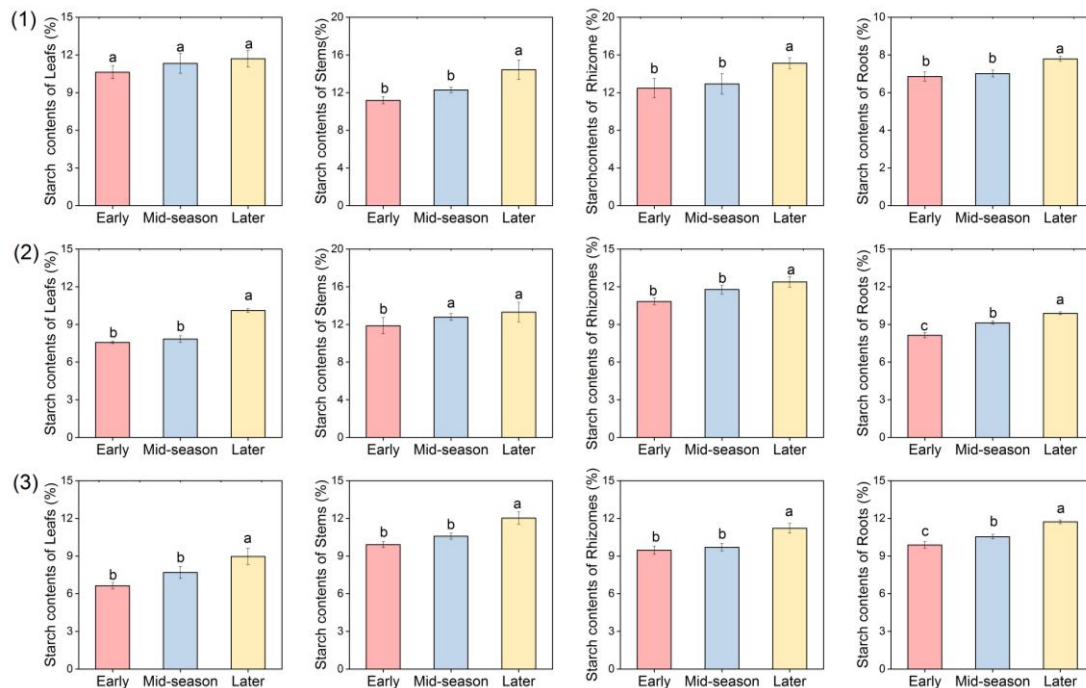 (1)
Starch contents of Leafs (%)
15
12
9
6
3
0
a
a
a
Early Mid-season Later
Starch contents of Stems(%)
20
16
12
8
4
0
b
b
a
Early Mid-season Later
Starchcontents of Rhizome (%)
20
16
12
8
4
0
b
b
a
Early Mid-season Later
Starch contents of Roots (%)
10
8
6
4
2
0
b
b
a
Early Mid-season Later
(2)
Starch contents of Leafs (%)
15
12
9
6
3
0
b
b
a
Early Mid-season Later
Starch contents of Stems (%)
20
16
12
8
4
0
b
a
a
Early Mid-season Later
Starch contents of Rhizomes (%)
15
12
9
6
3
0
b
b
a
Early Mid-season Later
Starch contents of Roots (%)
15
12
9
6
3
0
c
b
a
Early Mid-season Later
(3)
Starch contents of Leafs (%)
15
12
9
6
3
0
b
b
a
Early Mid-season Later
Starch contents of Stems (%)
15
12
9
6
3
0
b
b
a
Early Mid-season Later
Starch contents of Rhizomes (%)
15
12
9
6
3
0
b
b
a
Early Mid-season Later
Starch contents of Roots (%)
15
12
9
6
3
0
c
b
a
Early Mid-season Later